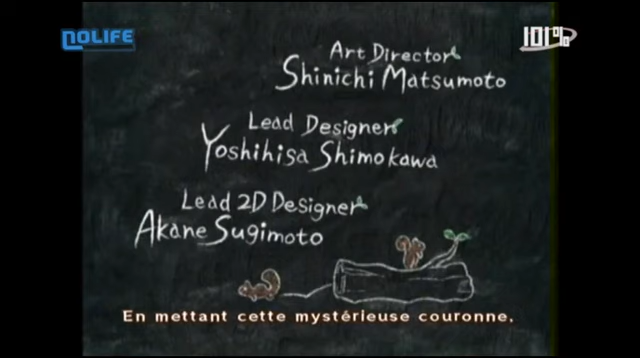 NOLIFE
101%
Art Director
Shinichi Matsumoto
Lead Designer
Yoshihisa Shimokawa
Lead 2D Designer
Akane Sugimoto
En mettant cette mystérieuse couronne,